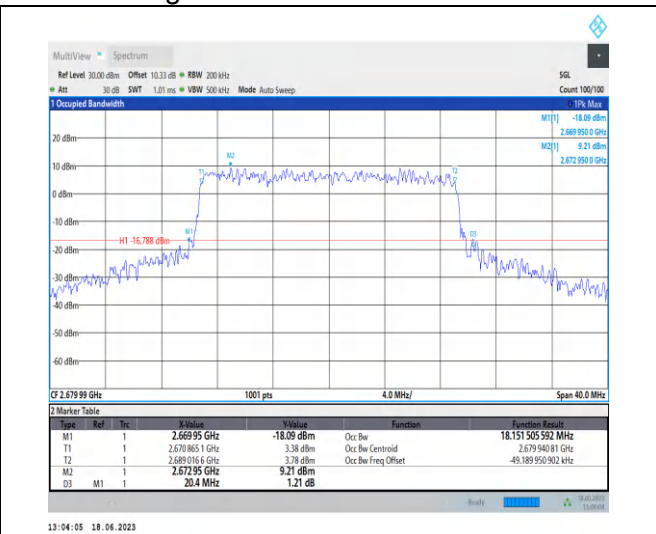 MultiView Spectrum
Ref Level 30.00 dBm Offset 10.33 dB RBW 200 kHz SGL
Att 30 dB SWT 1.01 ms VBW 500 kHz Mode Auto Sweep Count 100/100
1 Occupied Bandwidth 1Pk Max
M1[1] -18.09 dBm
2.669 950 0 GHz
M2[1] 9.21 dBm
2.672 950 0 GHz
20 dBm
M2
10 dBm
T1
T2
0 dBm
-10 dBm
M1
D3
H1 -16.788 dBm
-20 dBm
-30 dBm
-40 dBm
-50 dBm
-60 dBm
CF 2.679 99 GHz 1001 pts 4.0 MHz/ Span 40.0 MHz
2 Marker Table
Type Ref Trc X-Value Y-Value Function Function Result
M1 1 2.669 95 GHz -18.09 dBm Occ Bw 18.151 505 592 MHz
T1 1 2.670 865 1 GHz 3.38 dBm Occ Bw Centroid 2.679 940 81 GHz
T2 1 2.689 016 6 GHz 3.78 dBm Occ Bw Freq Offset -49.189 950 902 kHz
M2 1 2.672 95 GHz 9.21 dBm
D3 M1 1 20.4 MHz 1.21 dB
Ready 18.06.2023
13:04:05 18.06.2023